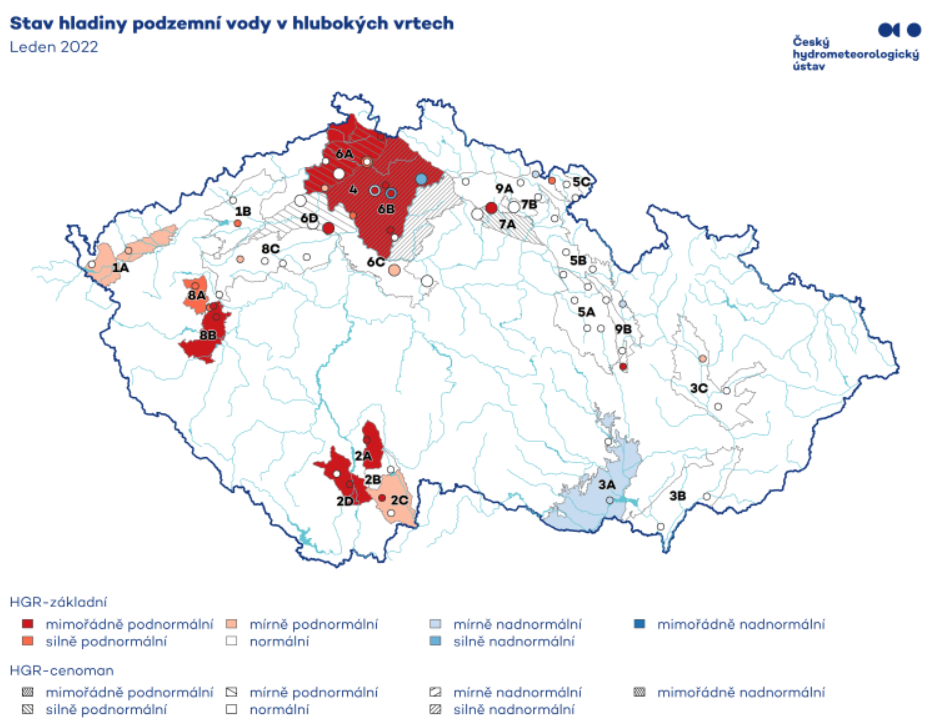 Stav hladiny podzemní vody v hlubokých vrtech
Leden 2022
Český
hydrometeorologický
ústav
6A
4
6B
9A
7B
5C
7A
1B
6D
8C
6C
1A
8A
8B
5B
5A
9B
3C
2A
2B
2C
2D
3A
3B
HGR-základní
mimořádně podnormální mírně podnormální mírně nadnormální mimořádně nadnormální
silně podnormální normální silně nadnormální
HGR-cenoman
mimořádně podnormální mírně podnormální mírně nadnormální mimořádně nadnormální
silně podnormální normální silně nadnormální